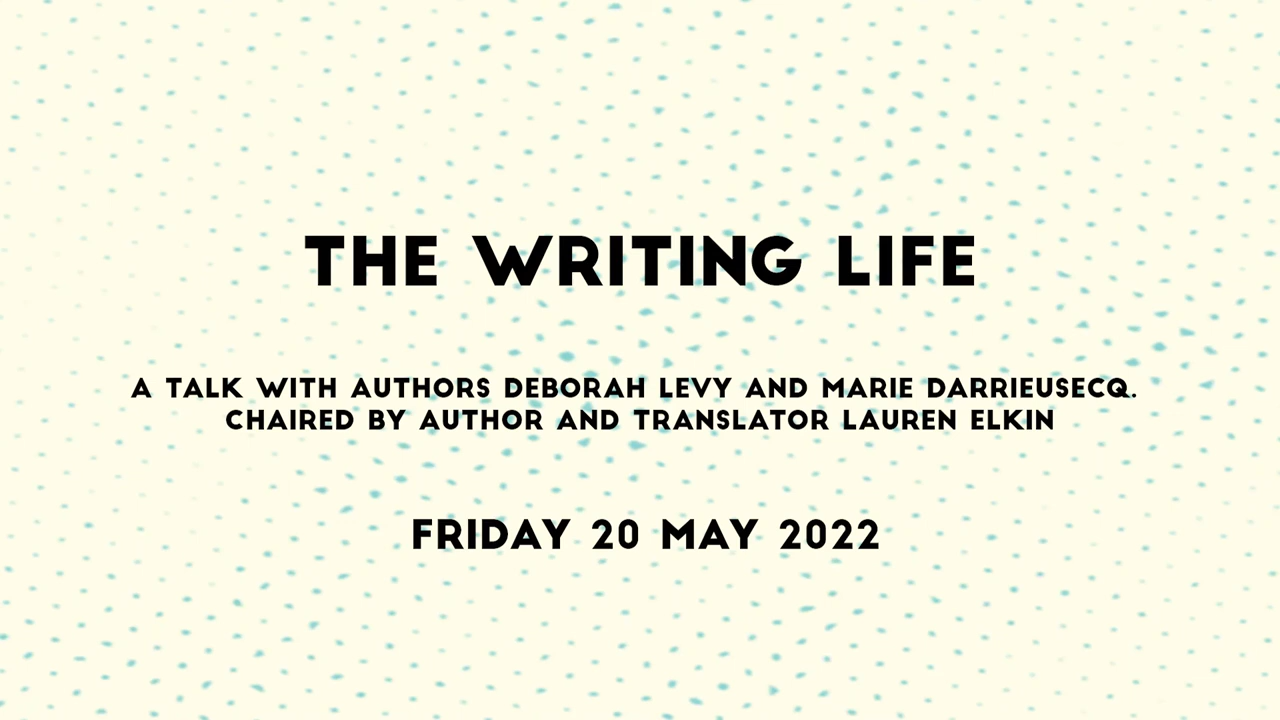 THE WRITING LIFE
A TALK WITH AUTHORS DEBORAH LEVY AND MARIE DARRIEUSECQ.
CHAIRED BY AUTHOR AND TRANSLATOR LAUREN ELKIN
FRIDAY 20 MAY 2022